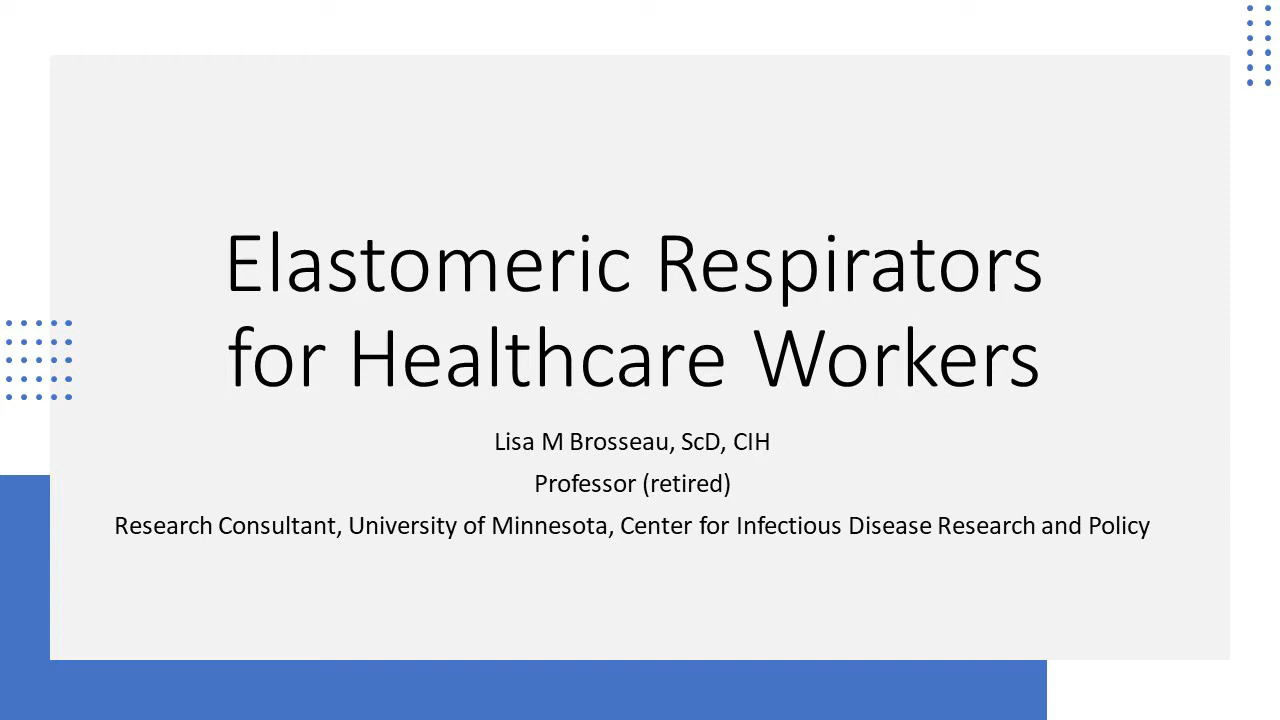 Elastomeric Respirators
for Healthcare Workers
Lisa M Brosseau, ScD, CIH
Professor (retired)
Research Consultant, University of Minnesota, Center for Infectious Disease Research and Policy